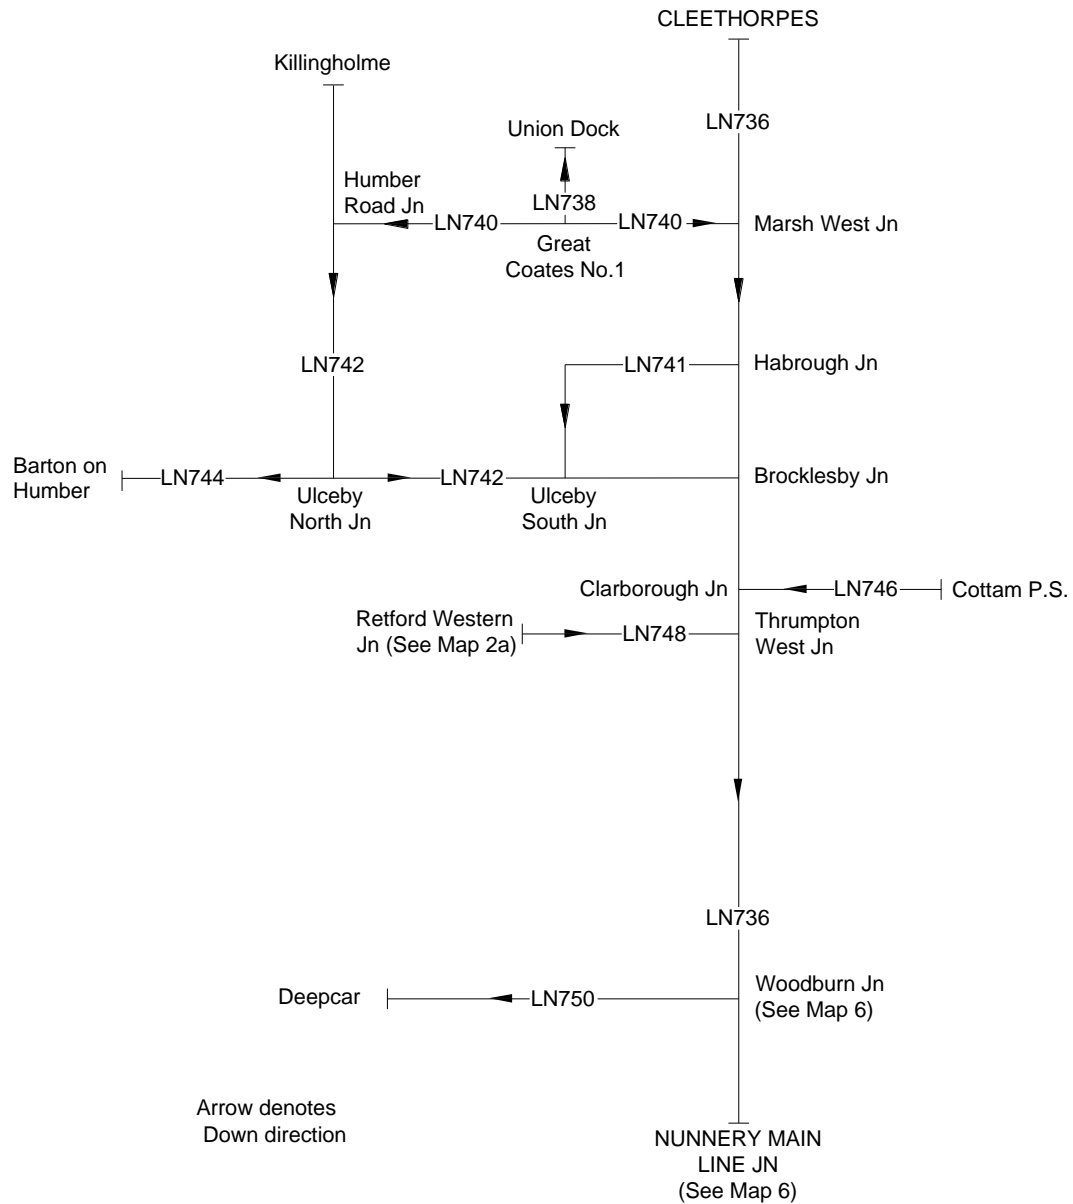 CLEETHORPES
Killingholme
LN736
Union Dock
Humber
Road Jn
LN738
LN740
LN740
Marsh West Jn
Great
Coates No.1
LN742
LN741
Habrough Jn
Barton on
Humber
LN744
LN742
Brocklesby Jn
Ulceby
North Jn
Ulceby
South Jn
Clarborough Jn
LN746
Cottam P.S.
Retford Western
Jn (See Map 2a)
LN748
Thrumpton
West Jn
LN736
Deepcar
LN750
Woodburn Jn
(See Map 6)
Arrow denotes
Down direction
NUNNERY MAIN
LINE JN
(See Map 6)